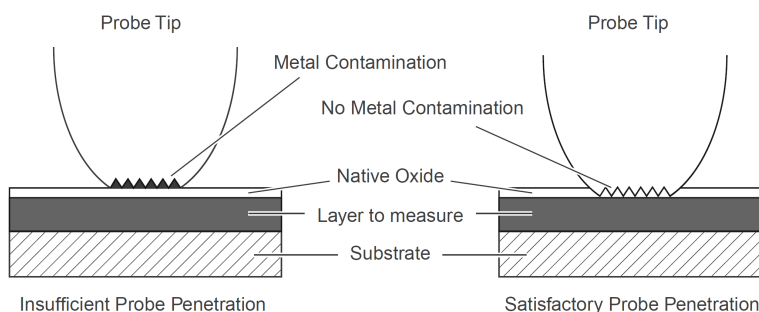 Probe Tip
Probe Tip
Metal Contamination
No Metal Contamination
Native Oxide
Layer to measure
Substrate
Insufficient Probe Penetration
Satisfactory Probe Penetration